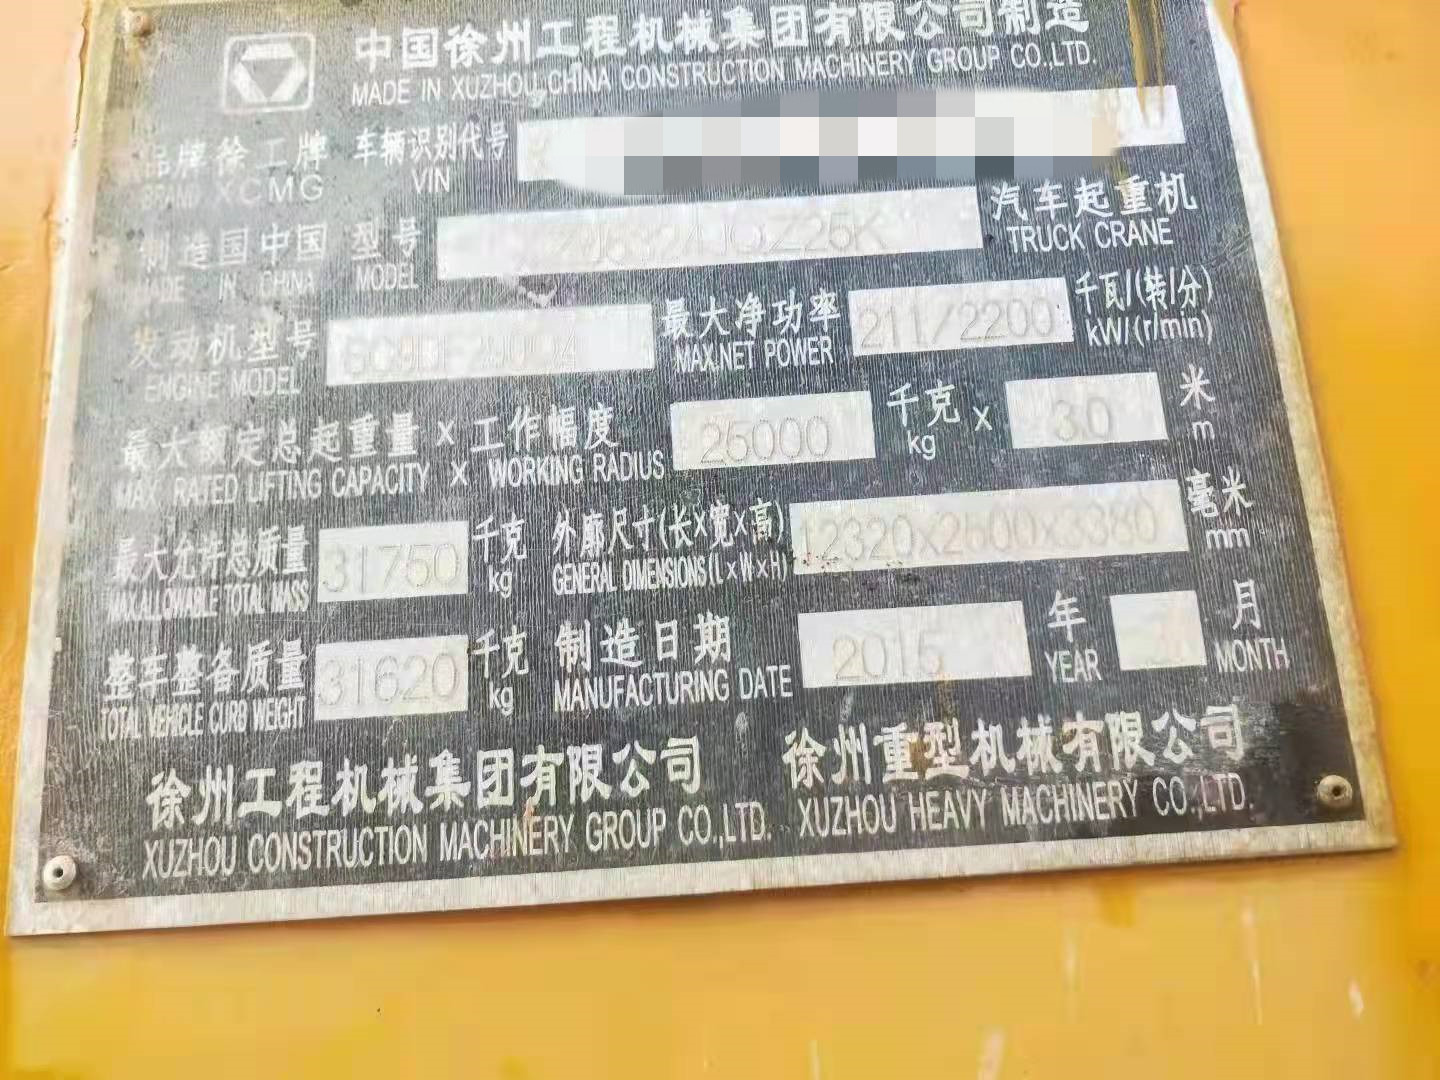 中国徐州工程机械集团有限公司制造
MADE IN XUZHOU,CHINA CONSTRUCTION MACHINERY GROUP CO.,LTD.
品牌 徐工牌 车辆识别代号
BRAND XCMG VIN
制造国 中国 型号 QZ25K 汽车起重机
MADE IN CHINA MODEL TRUCK CRANE
发动机型号 最大净功率 211/2200 千瓦/(转/分)
ENGINE MODEL MAX.NET POWER kW/(r/min)
最大额定总起重量 × 工作幅度 25000 千克 × 3.0 米
MAX RATED LIFTING CAPACITY × WORKING RADIUS kg m
最大允许总质量 31750 千克 外廓尺寸(长×宽×高) 12320×2500×3380 毫米
MAX.ALLOWABLE TOTAL MASS kg GENERAL DIMENSIONS(L×W×H) mm
整车整备质量 31620 千克 制造日期 2015 年 月
TOTAL VEHICLE CURB WEIGHT kg MANUFACTURING DATE YEAR MONTH
徐州工程机械集团有限公司 徐州重型机械有限公司
XUZHOU CONSTRUCTION MACHINERY GROUP CO.,LTD. XUZHOU HEAVY MACHINERY CO.,LTD.